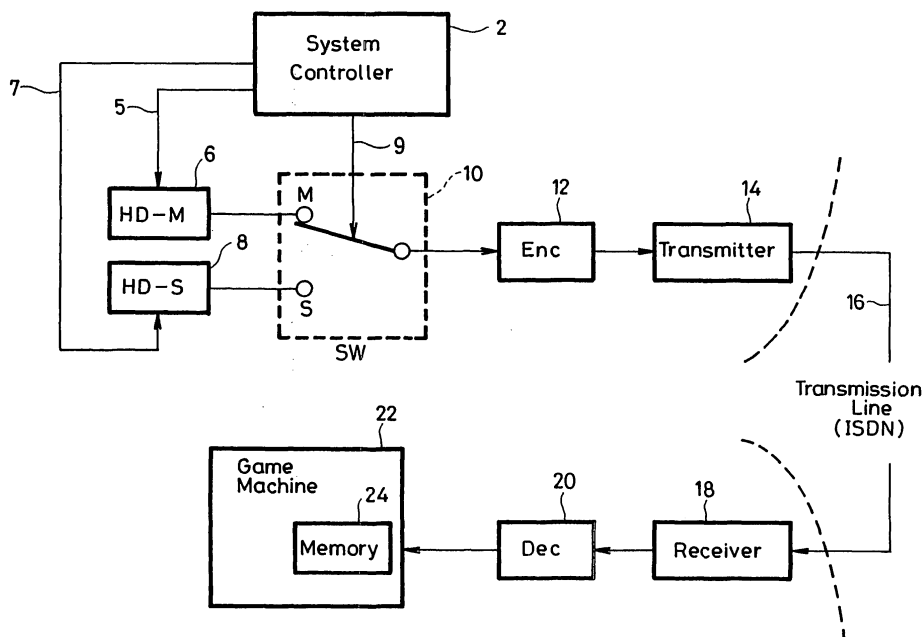 System
Controller
2
7
5
9
6
HD-M
8
HD-S
M
S
10
SW
12
Enc
14
Transmitter
16
Transmission
Line
(ISDN)
22
Game
Machine
24
Memory
20
Dec
18
Receiver